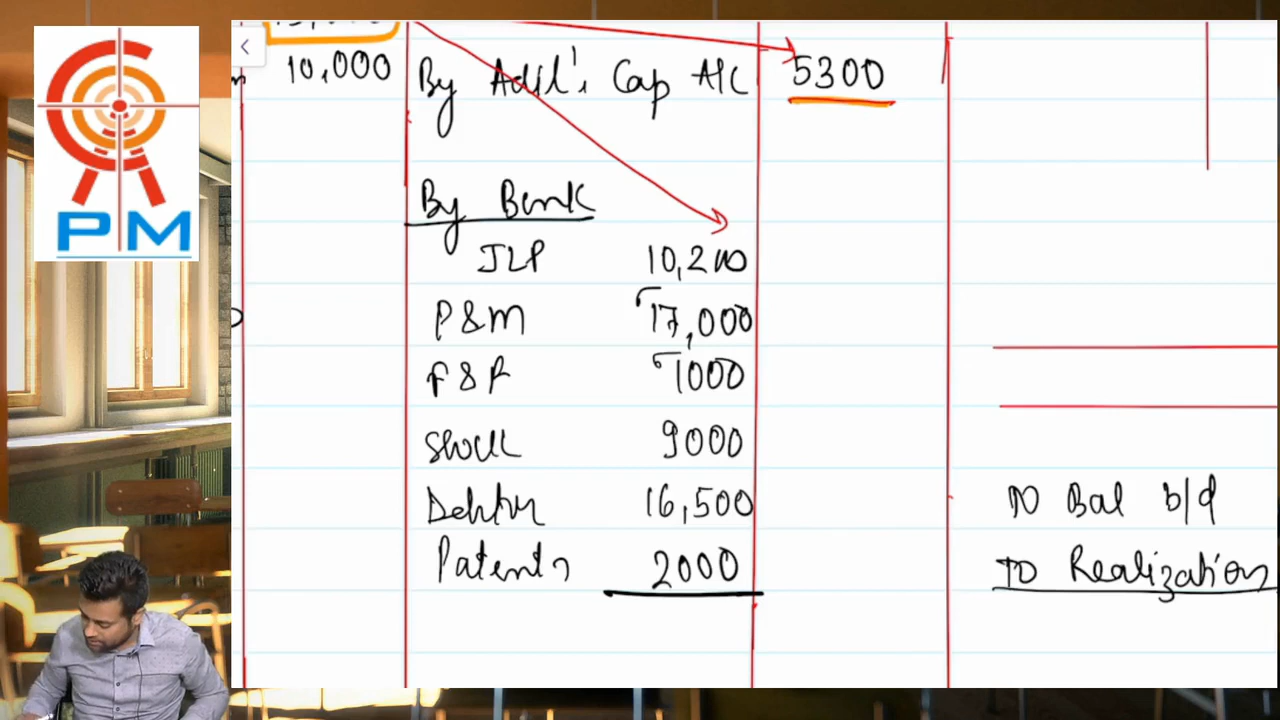 PM
10,000 By Adil's Cap A/C 5300
By Bank
JLP 10,200
P&M 17,000
F&F 1000
Stock 9000
Debtor 16,500
Patents 2000
To Bal b/d
To Realization